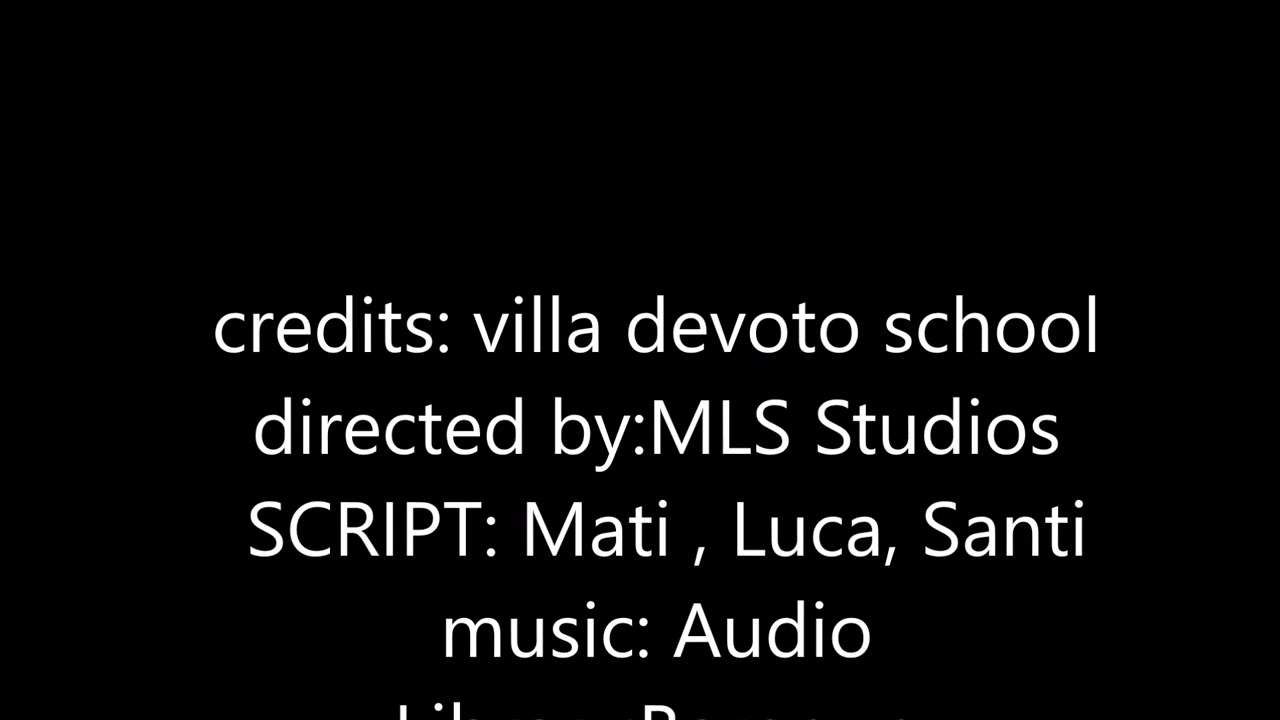 credits: villa devoto school
directed by:MLS Studios
SCRIPT: Mati , Luca, Santi
music: Audio